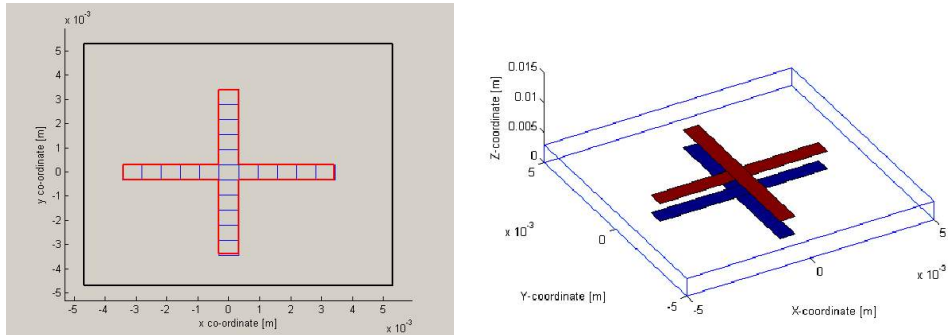 x 10⁻³
5
4
3
2
1
0
-1
-2
-3
-4
-5
y co-ordinate [m]
-5 -4 -3 -2 -1 0 1 2 3 4 5
x co-ordinate [m]
x 10⁻³
0.015
0.01
0.005
0
Z-coordinate [m]
5
0
-5
x 10⁻³
Y-coordinate [m]
-5
0
5
x 10⁻³
X-coordinate [m]